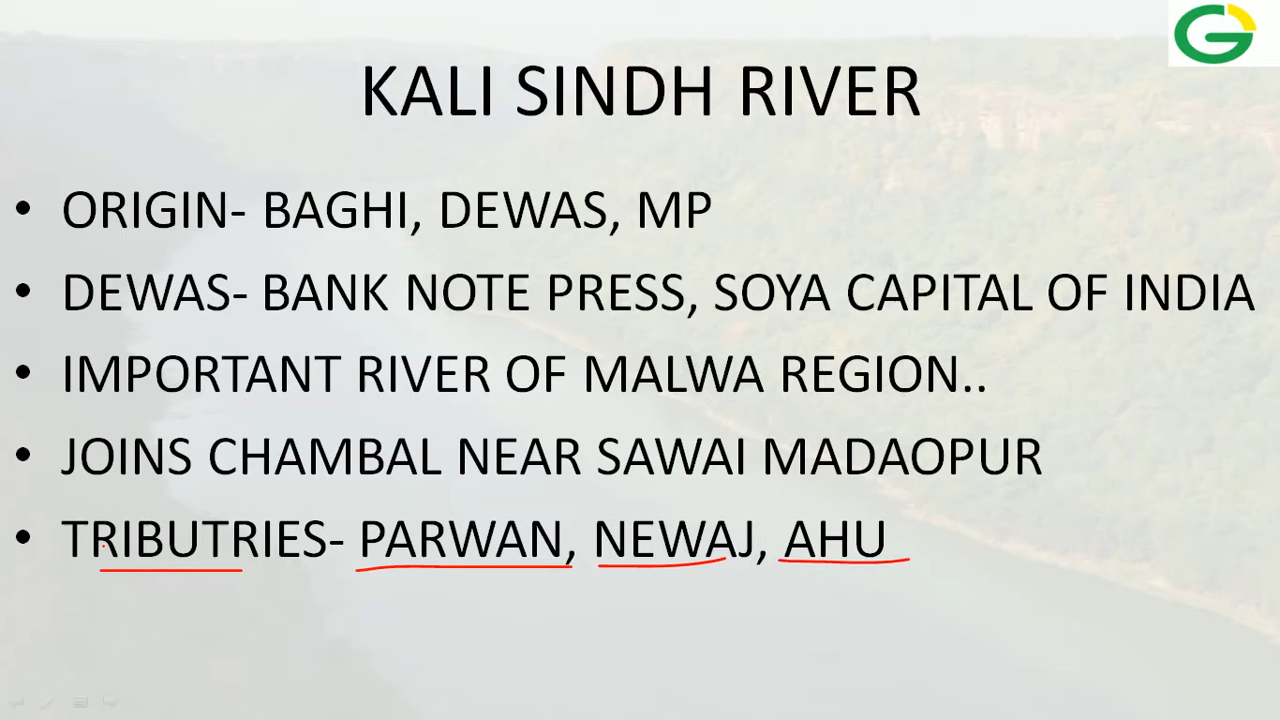 KALI SINDH RIVER
• ORIGIN- BAGHI, DEWAS, MP
• DEWAS- BANK NOTE PRESS, SOYA CAPITAL OF INDIA
• IMPORTANT RIVER OF MALWA REGION..
• JOINS CHAMBAL NEAR SAWAI MADAOPUR
• TRIBUTRIES- PARWAN, NEWAJ, AHU